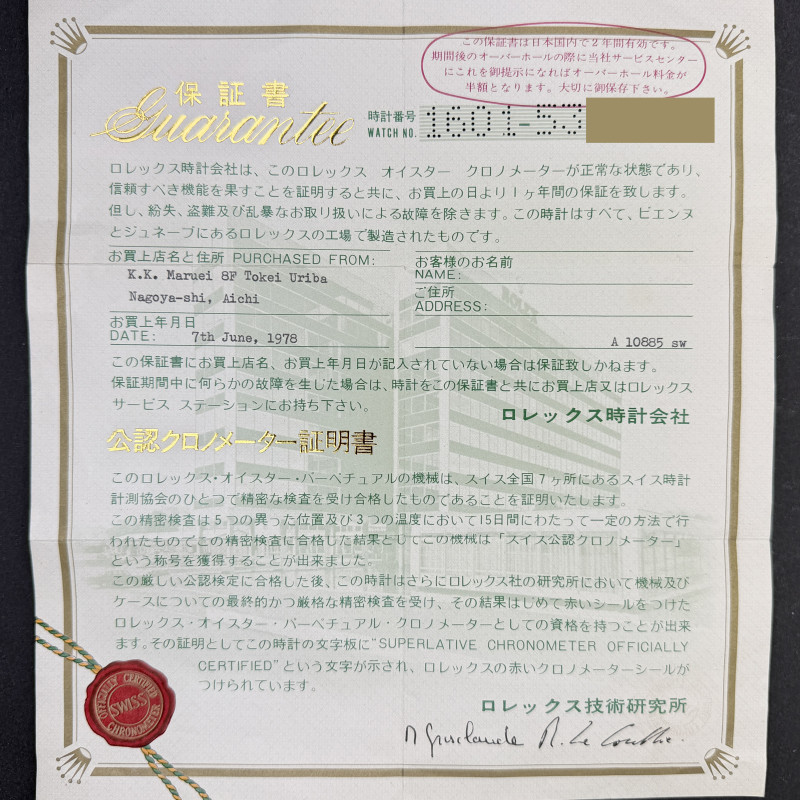 この保証書は日本国内で2年間有効です。
期間後のオーバーホールの際に当社サービスセンター
にこれを御提示になればオーバーホール料金が
半額となります。大切に御保存下さい。
保証書
Guarantee
時計番号
WATCH NO.
1601-53
ロレックス時計会社は、このロレックス オイスター クロノメーターが正常な状態であり、
信頼すべき機能を果すことを証明すると共に、お買上の日より1ヶ年間の保証を致します。
但し、紛失、盗難及び乱暴なお取り扱いによる故障を除きます。この時計はすべて、ビエンヌ
とジュネーブにあるロレックスの工場で製造されたものです。
お買上店名と住所 PURCHASED FROM:
K.K. Maruei 8F Tokei Uriba
Nagoya-shi, Aichi
お客様のお名前
NAME:
ご住所
ADDRESS:
お買上年月日
DATE: 7th June, 1978
A 10885 sw
この保証書にお買上店名、お買上年月日が記入されていない場合は保証致しかねます。
保証期間中に何らかの故障を生じた場合は、時計をこの保証書と共にお買上店又はロレックス
サービス ステーションにお持ち下さい。
ロレックス時計会社
公認クロノメーター証明書
このロレックス・オイスター・パーペチュアルの機械は、スイス全国7ヶ所にあるスイス時計
計測協会のひとつで精密な検査を受け合格したものであることを証明いたします。
この精密検査は5つの異った位置及び3つの温度において15日間にわたって一定の方法で行
われたものでこの精密検査に合格した結果としてこの機械は「スイス公認クロノメーター」
という称号を獲得することが出来ました。
この厳しい公認検定に合格した後、この時計はさらにロレックス社の研究所において機械及び
ケースについての最終的かつ厳格な精密検査を受け、その結果はじめて赤いシールをつけた
ロレックス・オイスター・パーペチュアル・クロノメーターとしての資格を持つことが出来
ます。その証明としてこの時計の文字板に"SUPERLATIVE CHRONOMETER OFFICIALLY
CERTIFIED"という文字が示され、ロレックスの赤いクロノメーターシールが
つけられています。
ロレックス技術研究所
OFFICIALLY CERTIFIED
SWISS
CHRONOMETER